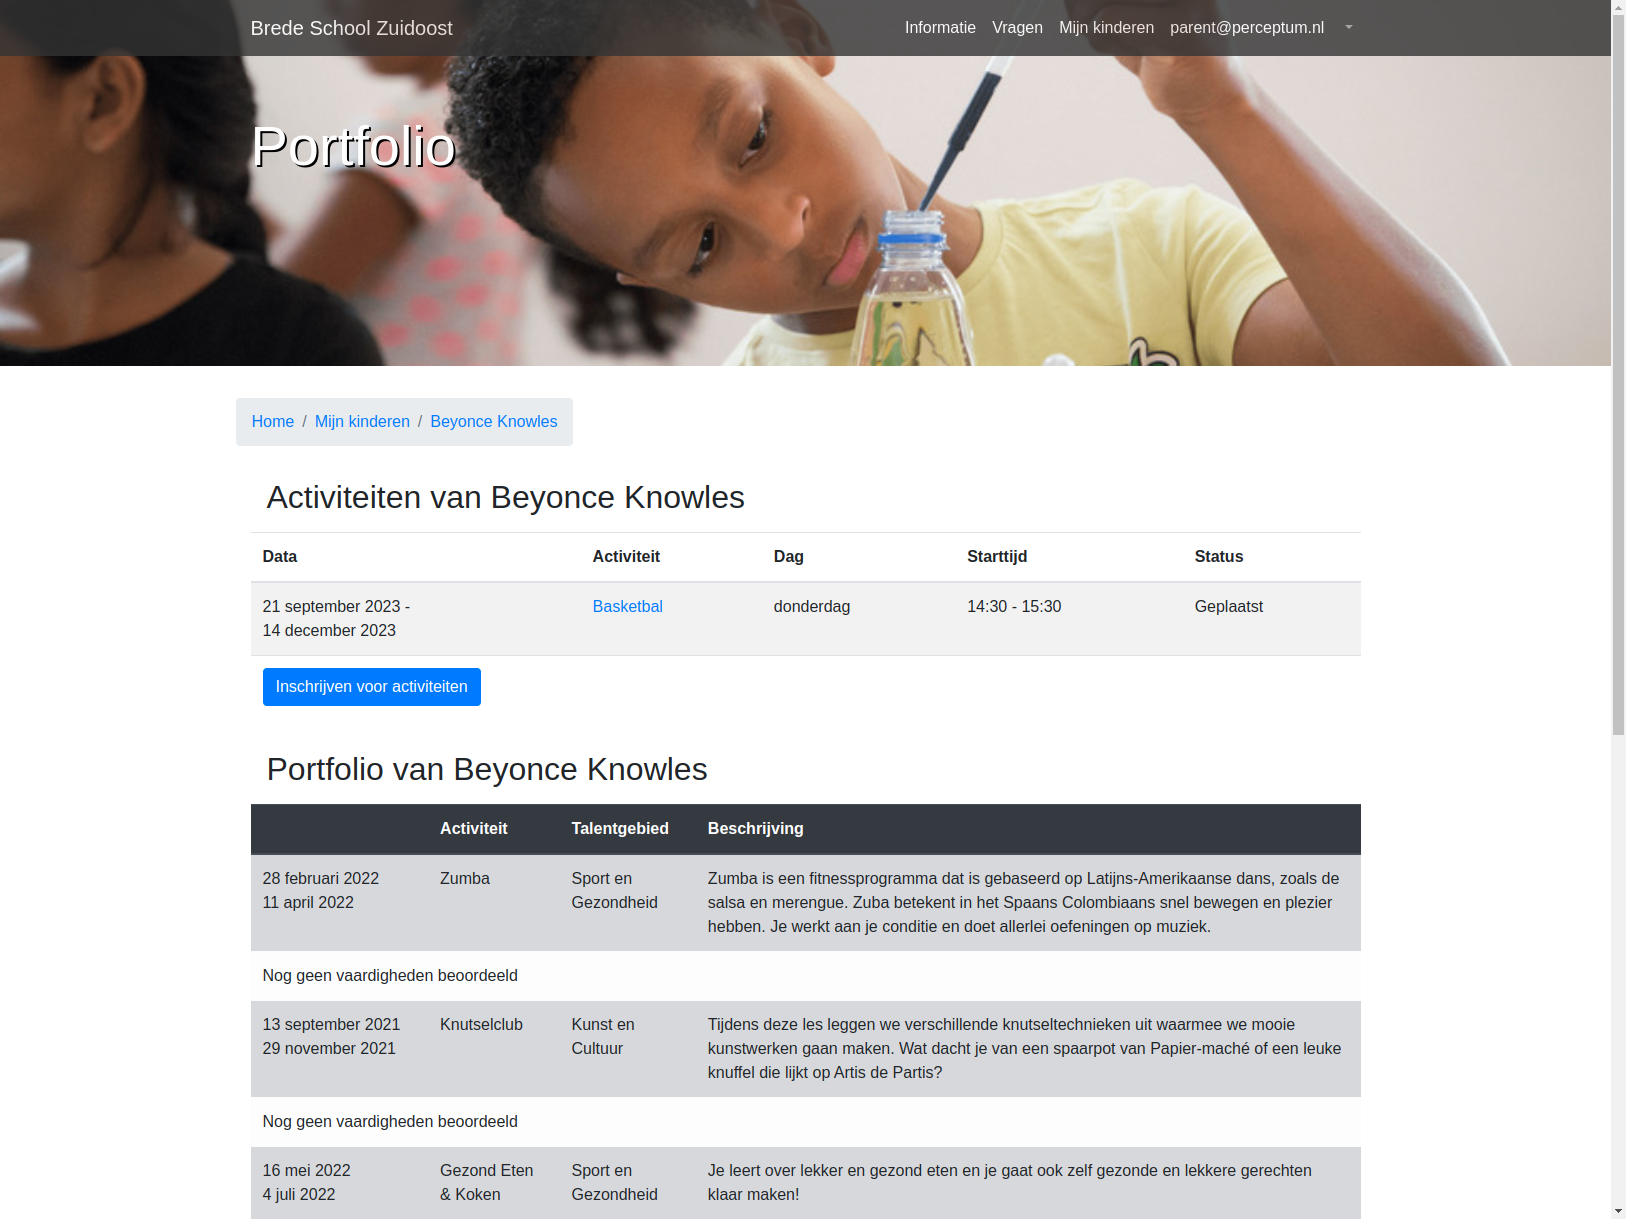 Brede School Zuidoost
Informatie Vragen Mijn kinderen parent@perceptum.nl
Portfolio
Home / Mijn kinderen / Beyonce Knowles
Activiteiten van Beyonce Knowles
Data Activiteit Dag Starttijd Status
21 september 2023 - Basketbal donderdag 14:30 - 15:30 Geplaatst
14 december 2023
Inschrijven voor activiteiten
Portfolio van Beyonce Knowles
Activiteit Talentgebied Beschrijving
28 februari 2022 Zumba Sport en Zumba is een fitnessprogramma dat is gebaseerd op Latijns-Amerikaanse dans, zoals de
11 april 2022 Gezondheid salsa en merengue. Zuba betekent in het Spaans Colombiaans snel bewegen en plezier
hebben. Je werkt aan je conditie en doet allerlei oefeningen op muziek.
Nog geen vaardigheden beoordeeld
13 september 2021 Knutselclub Kunst en Tijdens deze les leggen we verschillende knutseltechnieken uit waarmee we mooie
29 november 2021 Cultuur kunstwerken gaan maken. Wat dacht je van een spaarpot van Papier-maché of een leuke
knuffel die lijkt op Artis de Partis?
Nog geen vaardigheden beoordeeld
16 mei 2022 Gezond Eten Sport en Je leert over lekker en gezond eten en je gaat ook zelf gezonde en lekkere gerechten
4 juli 2022 & Koken Gezondheid klaar maken!